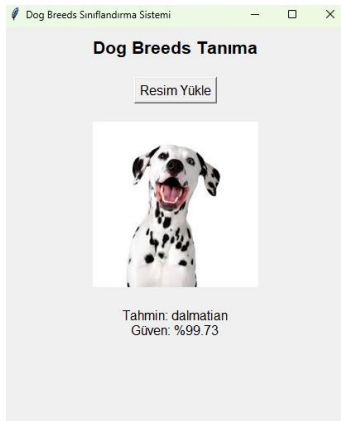 Dog Breeds Sınıflandırma Sistemi
Dog Breeds Tanıma
Resim Yükle
Tahmin: dalmatian
Güven: %99.73